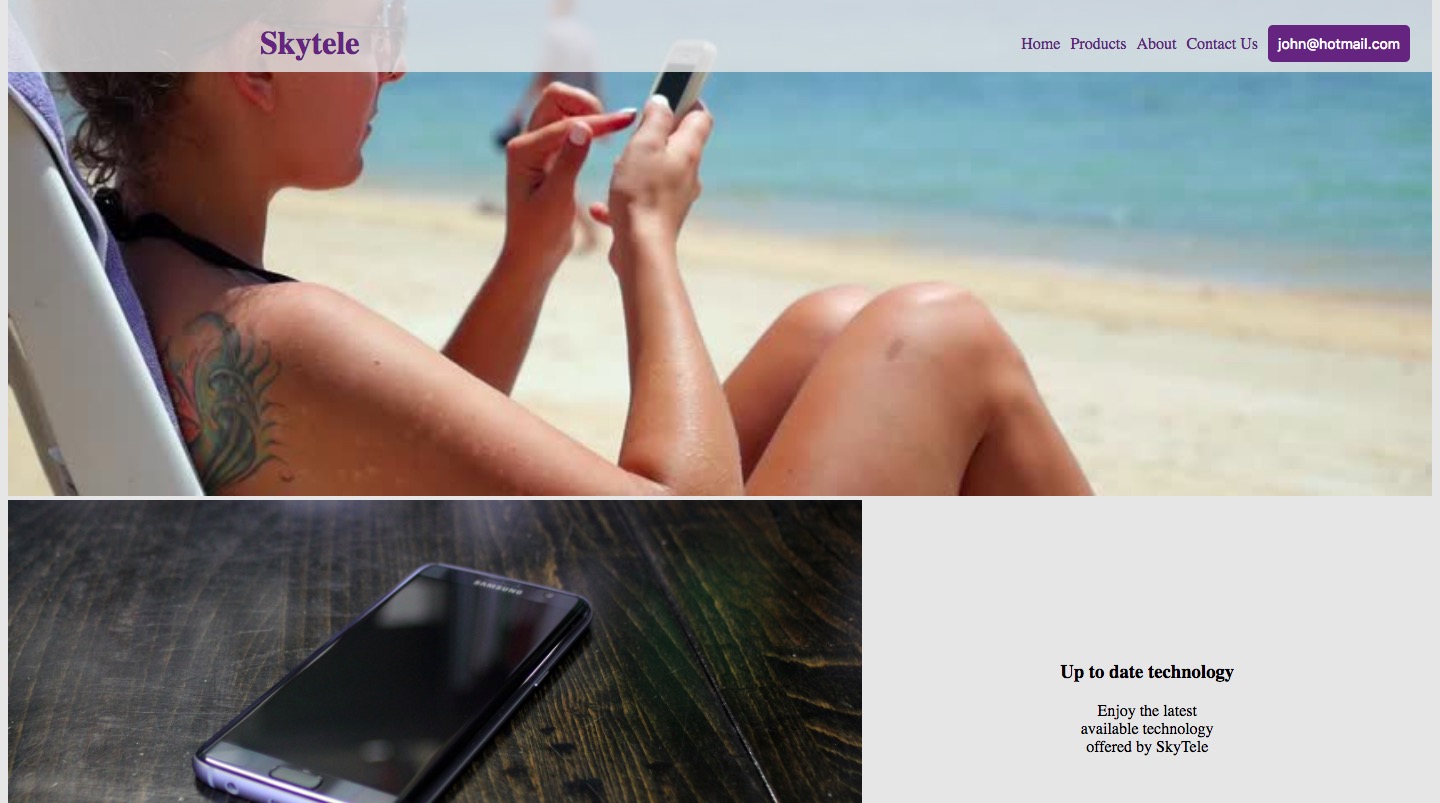 Skytele
Home Products About Contact Us john@hotmail.com
SAMSUNG
Up to date technology
Enjoy the latest
available technology
offered by SkyTele